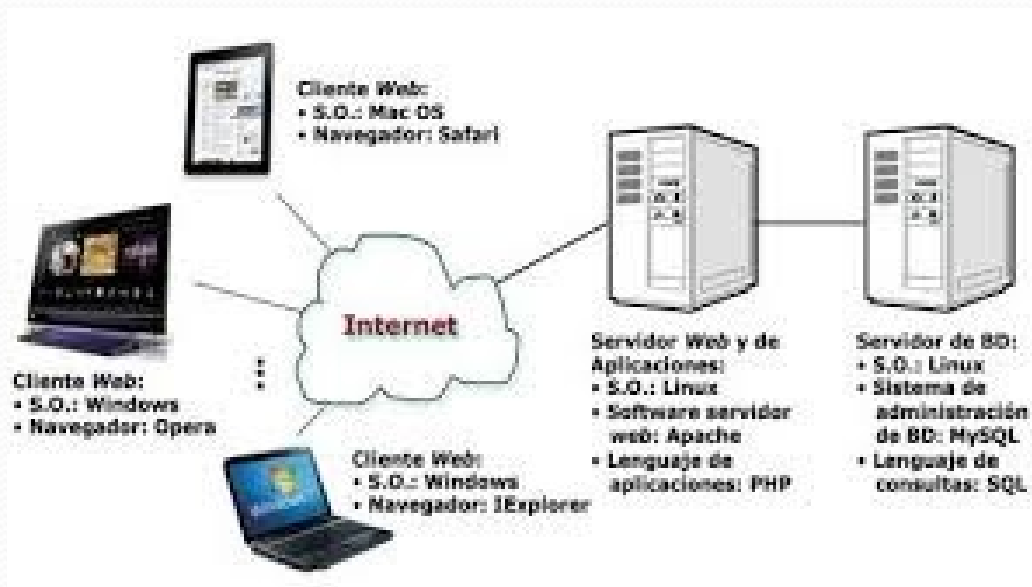 Cliente Web:
• S.O.: Mac OS
• Navegador: Safari
Internet
Cliente Web:
• S.O.: Windows
• Navegador: Opera
Cliente Web:
• S.O.: Windows
• Navegador: IExplorer
Servidor Web y de
Aplicaciones:
• S.O.: Linux
• Software servidor
web: Apache
• Lenguaje de
aplicaciones: PHP
Servidor de BD:
• S.O.: Linux
• Sistema de
administración
de BD: MySQL
• Lenguaje de
consultas: SQL